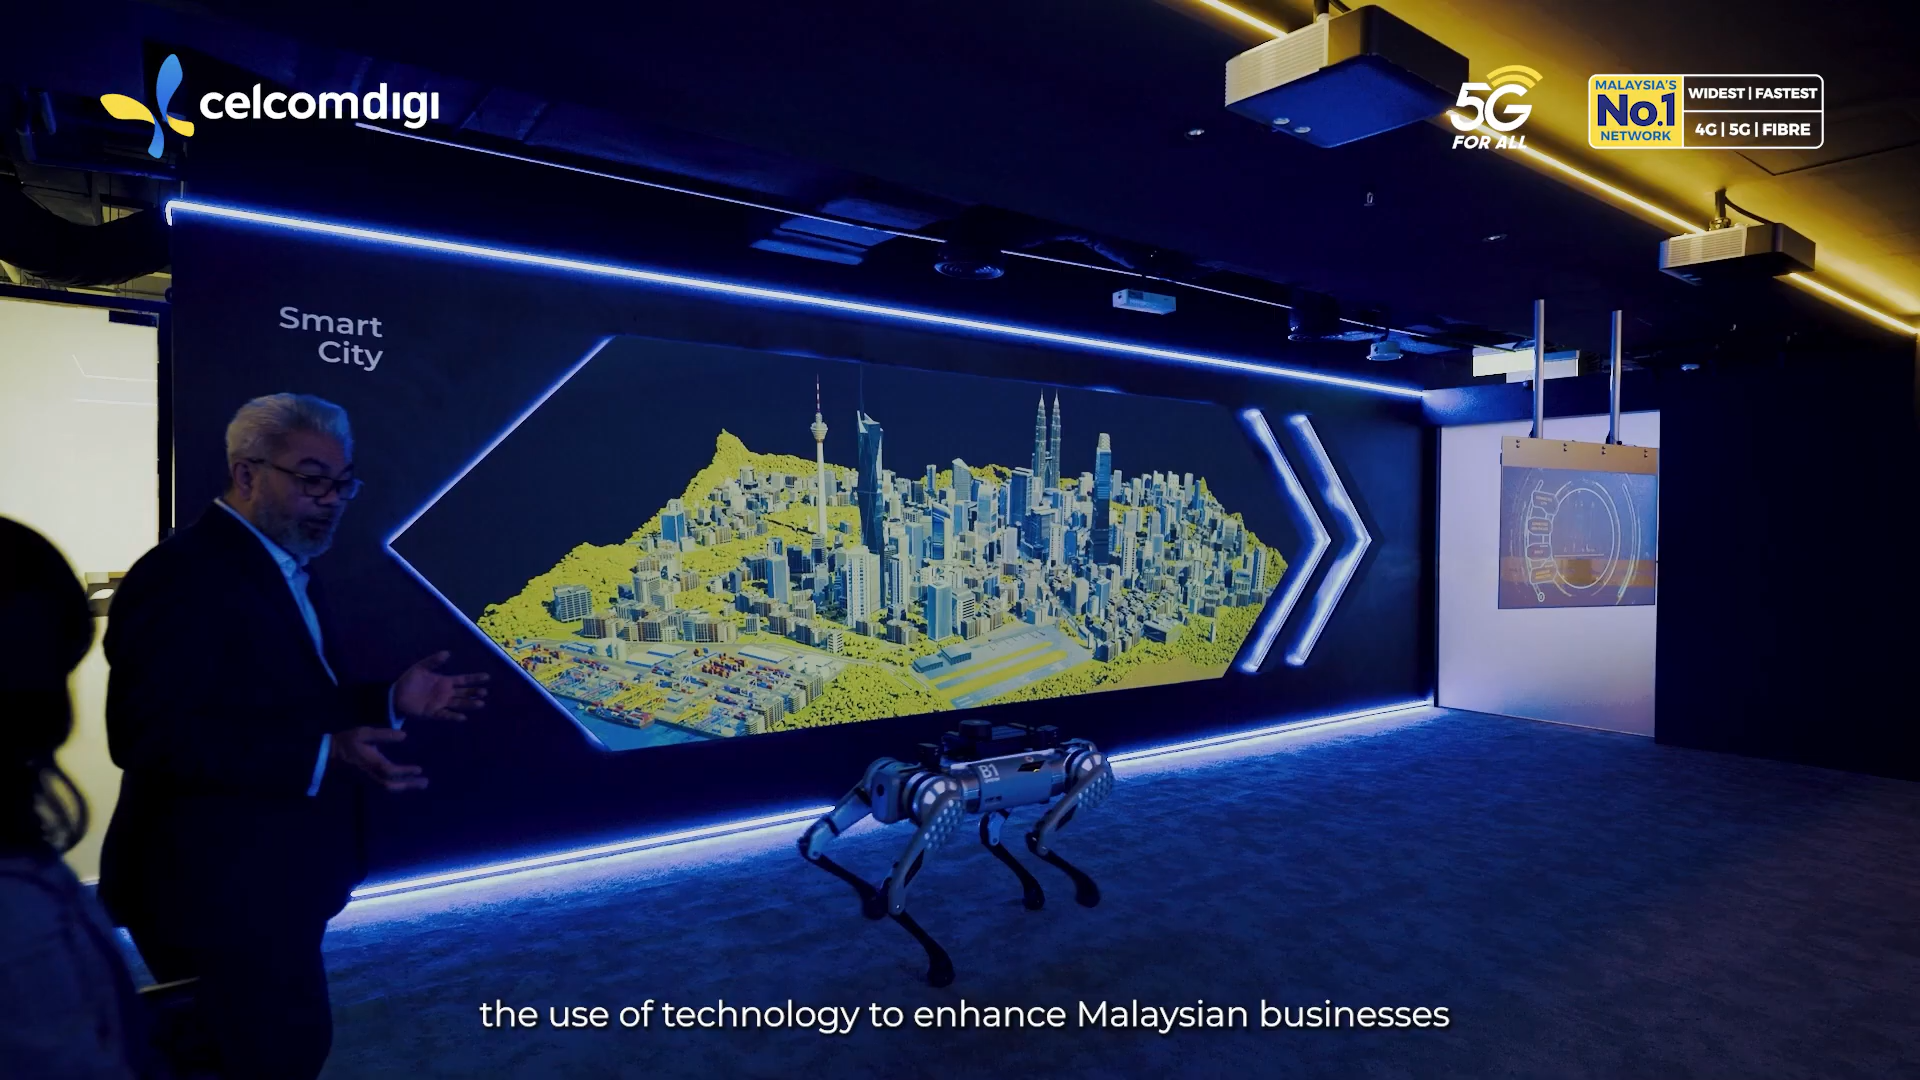 celcomdigi
5G
FOR ALL
MALAYSIA'S
No.1
NETWORK
WIDEST | FASTEST
4G | 5G | FIBRE
Smart
City
B1
the use of technology to enhance Malaysian businesses